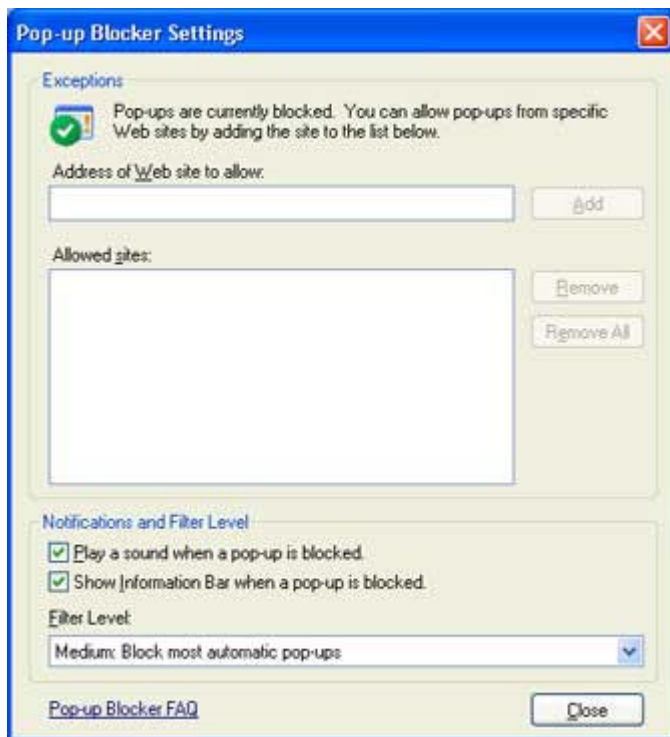 Pop-up Blocker Settings
Exceptions
Pop-ups are currently blocked. You can allow pop-ups from specific
Web sites by adding the site to the list below.
Address of Web site to allow:
Add
Allowed sites:
Remove
Remove All
Notifications and Filter Level
Play a sound when a pop-up is blocked.
Show Information Bar when a pop-up is blocked.
Filter Level:
Medium: Block most automatic pop-ups
Pop-up Blocker FAQ
Close